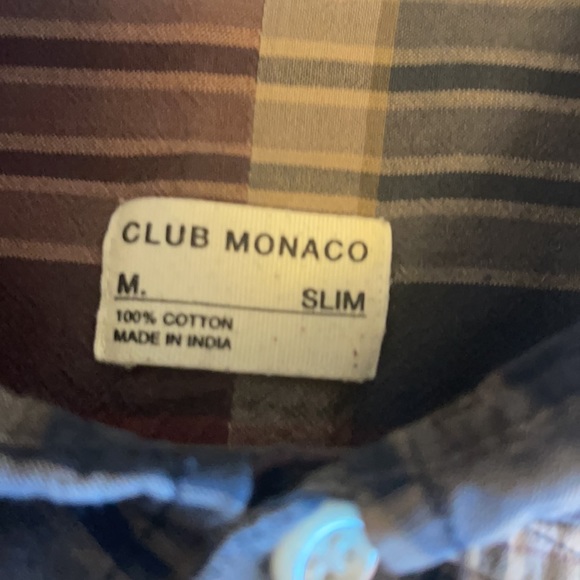 CLUB MONACO
M. SLIM
100% COTTON
MADE IN INDIA